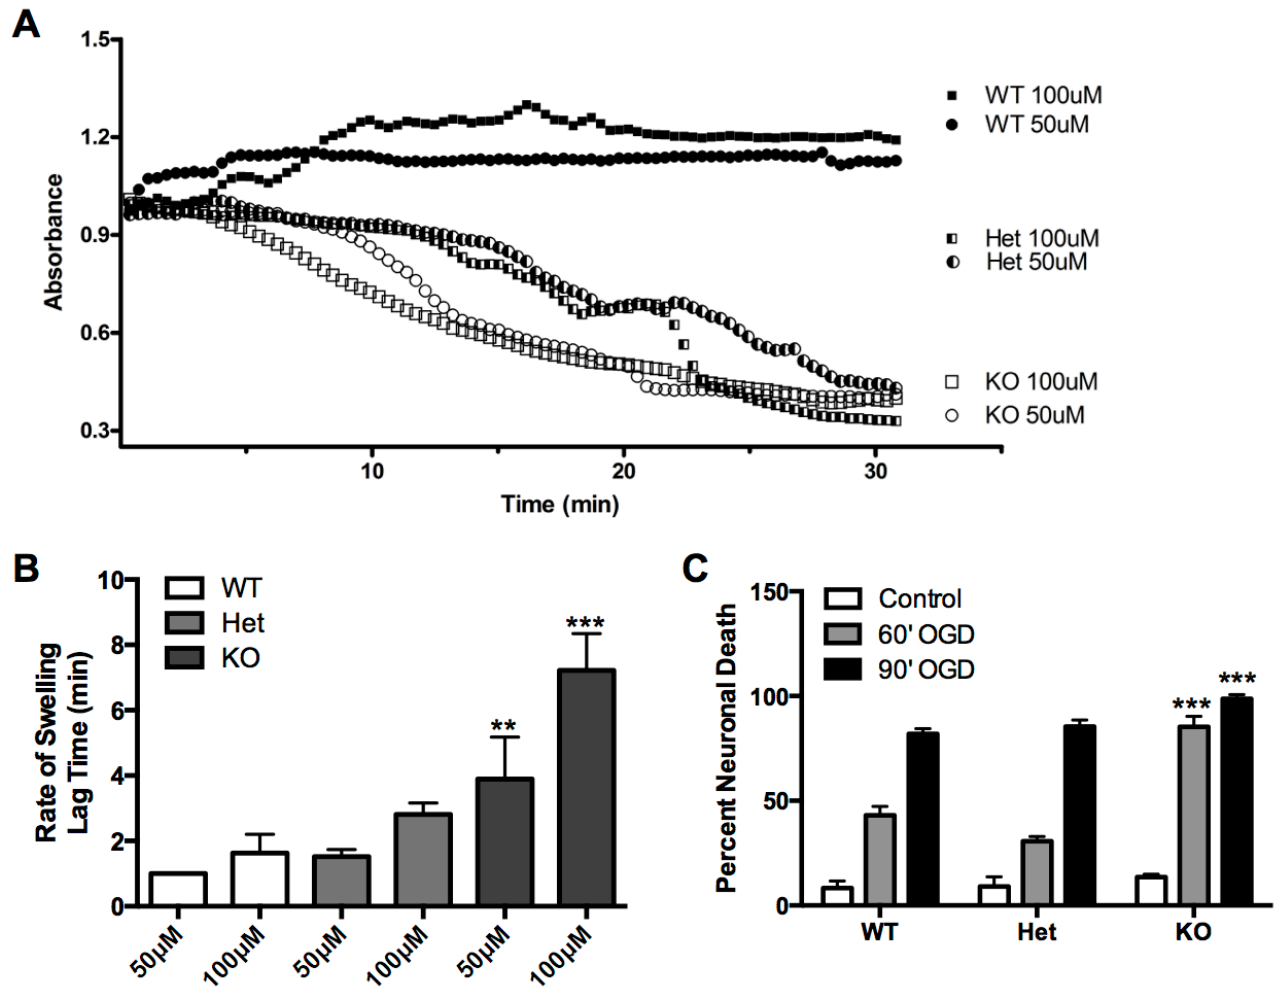 A
1.5
1.2
0.9
0.6
0.3
Absorbance
10
20
30
Time (min)
WT 100uM
WT 50uM
Het 100uM
Het 50uM
KO 100uM
KO 50uM
B
10
8
6
4
2
0
Rate of Swelling
Lag Time (min)
WT
Het
KO
**
***
50µM
100µM
50µM
100µM
50µM
100µM
C
150
100
50
0
Percent Neuronal Death
Control
60' OGD
90' OGD
***
***
WT
Het
KO